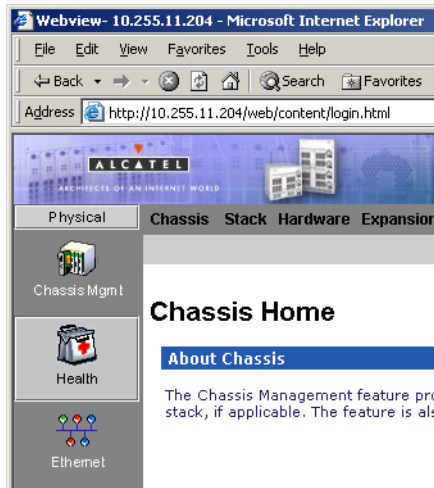 Webview- 10.255.11.204 - Microsoft Internet Explorer
File Edit View Favorites Tools Help
Back Search Favorites
Address http://10.255.11.204/web/content/login.html
ALCATEL
ARCHITECTS OF AN INTERNET WORLD
Physical Chassis Stack Hardware Expansion
Chassis Mgmt
Chassis Home
About Chassis
Health
The Chassis Management feature pro
stack, if applicable. The feature is als
Ethernet